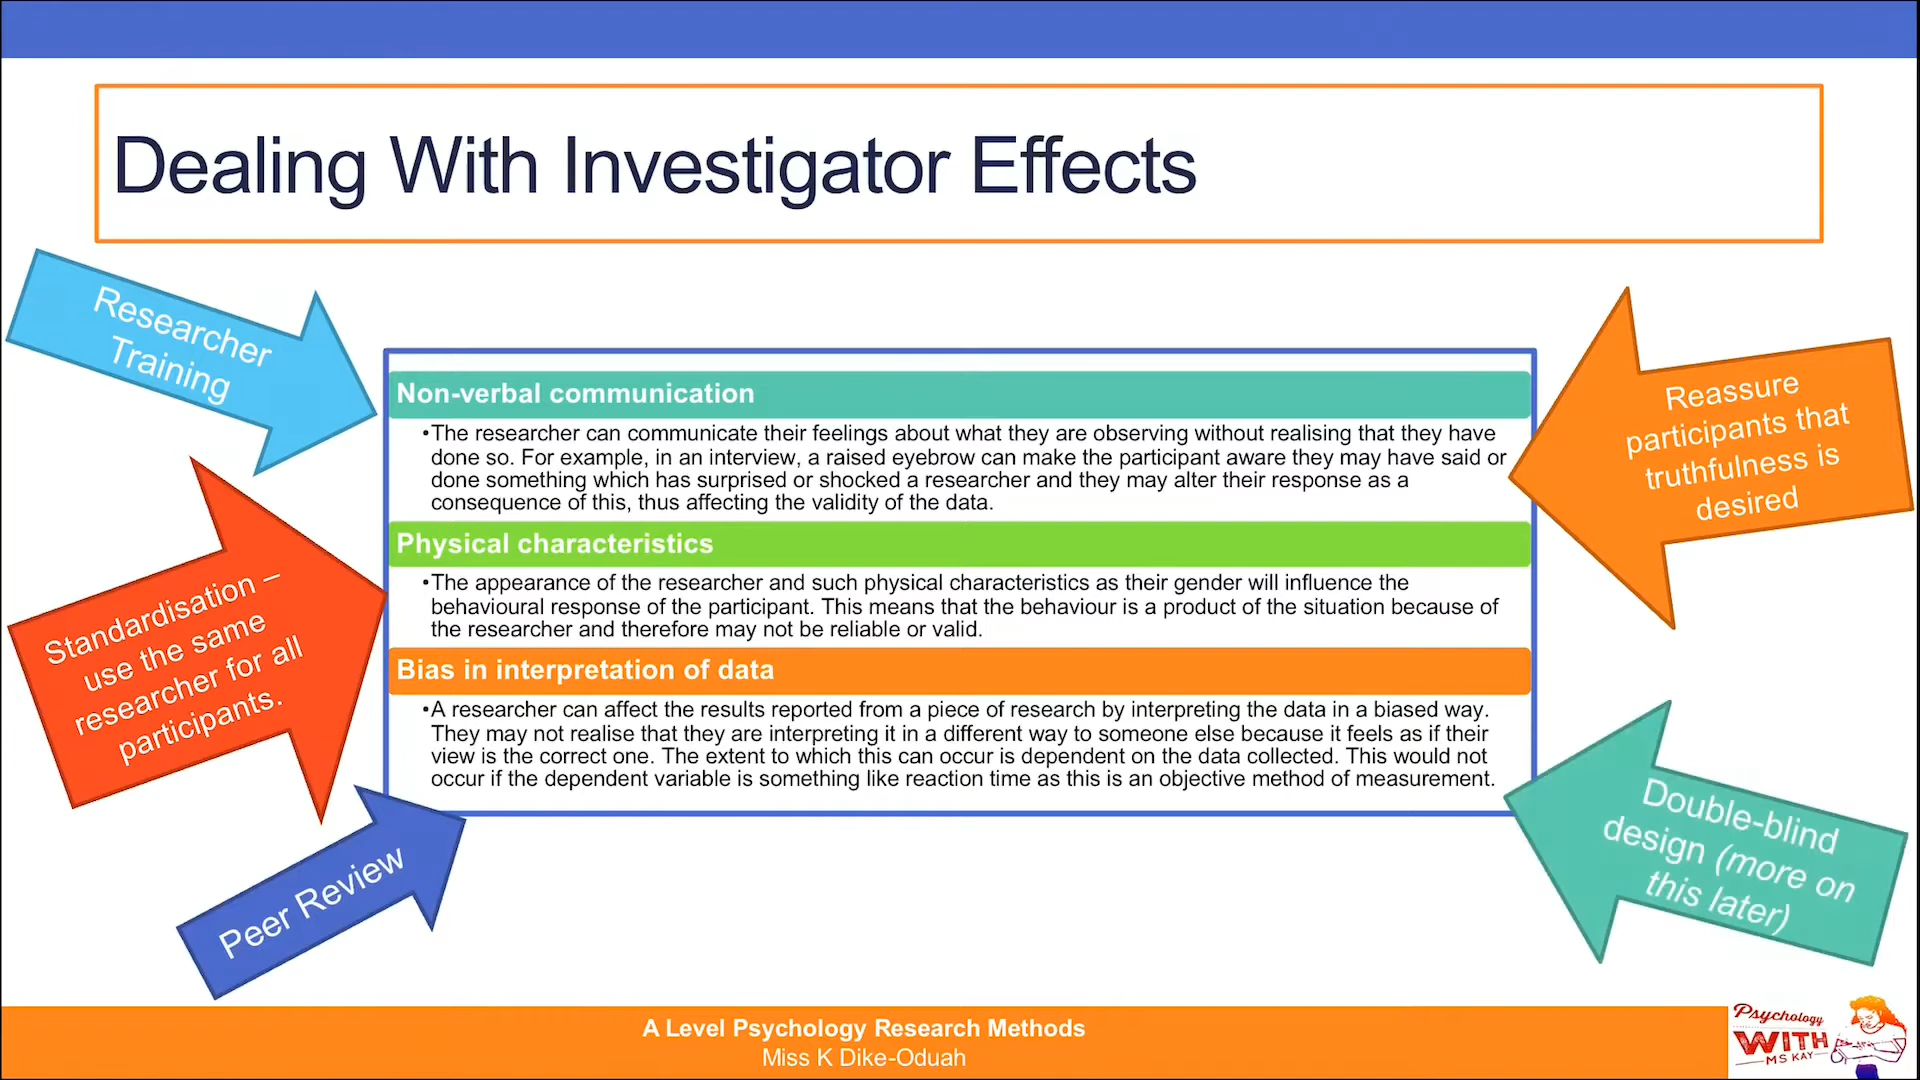 Dealing With Investigator Effects
Researcher
Training
Standardisation –
use the same
researcher for all
participants.
Peer Review
Non-verbal communication
•The researcher can communicate their feelings about what they are observing without realising that they have
done so. For example, in an interview, a raised eyebrow can make the participant aware they may have said or
done something which has surprised or shocked a researcher and they may alter their response as a
consequence of this, thus affecting the validity of the data.
Physical characteristics
•The appearance of the researcher and such physical characteristics as their gender will influence the
behavioural response of the participant. This means that the behaviour is a product of the situation because of
the researcher and therefore may not be reliable or valid.
Bias in interpretation of data
•A researcher can affect the results reported from a piece of research by interpreting the data in a biased way.
They may not realise that they are interpreting it in a different way to someone else because it feels as if their
view is the correct one. The extent to which this can occur is dependent on the data collected. This would not
occur if the dependent variable is something like reaction time as this is an objective method of measurement.
Reassure
participants that
truthfulness is
desired
Double-blind
design (more on
this later)
A Level Psychology Research Methods
Miss K Dike-Oduah
Psychology
WITH
MS KAY